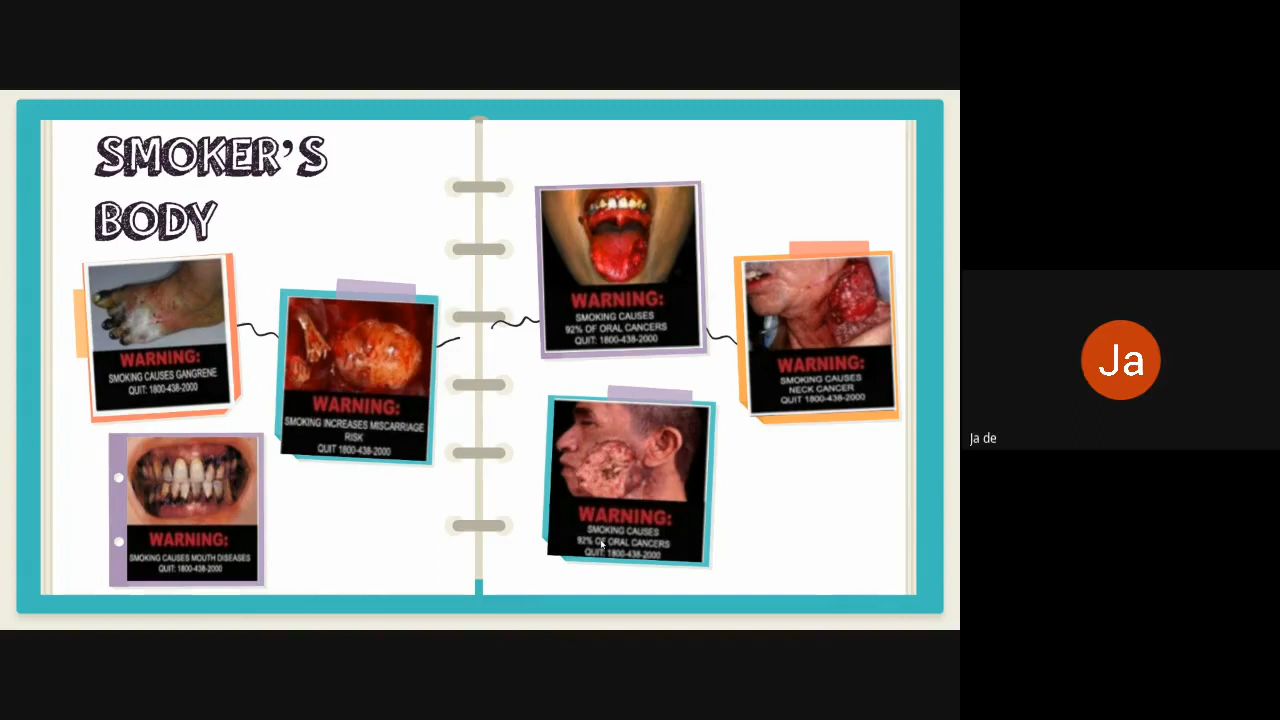 SMOKER'S
BODY
WARNING:
SMOKING CAUSES GANGRENE
QUIT: 1800-438-2000
WARNING:
SMOKING INCREASES MISCARRIAGE
RISK
QUIT 1800-438-2000
WARNING:
SMOKING CAUSES MOUTH DISEASES
QUIT: 1800-438-2000
WARNING:
SMOKING CAUSES
92% OF ORAL CANCERS
QUIT: 1800-438-2000
WARNING:
SMOKING CAUSES
NECK CANCER
QUIT 1800-438-2000
WARNING:
SMOKING CAUSES
92% OF ORAL CANCERS
QUIT: 1800-438-2000
Ja
Ja de